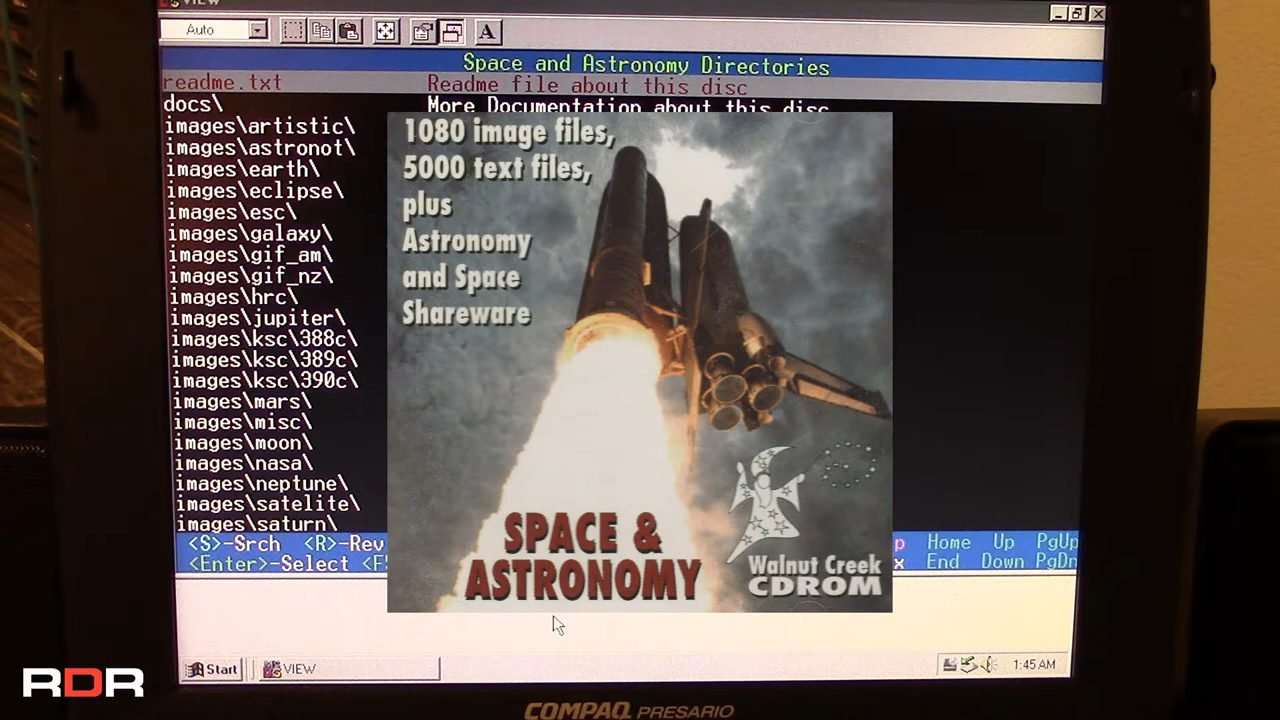 VIEW
Auto
A
Space and Astronomy Directories
readme.txt Readme file about this disc
docs\ More Documentation about this disc
images\artistic\
images\astronot\
images\earth\
images\eclipse\
images\esc\
images\galaxy\
images\gif_am\
images\gif_nz\
images\hrc\
images\jupiter\
images\ksc\388c\
images\ksc\389c\
images\ksc\390c\
images\mars\
images\misc\
images\moon\
images\nasa\
images\neptune\
images\satelite\
images\saturn\
<S>-Srch <R>-Rev p Home Up PgUp
<Enter>-Select <F x End Down PgDn
1080 image files,
5000 text files,
plus
Astronomy
and Space
Shareware
SPACE &
ASTRONOMY
Walnut Creek
CDROM
Start VIEW 1:45 AM
RDR
COMPAQ PRESARIO